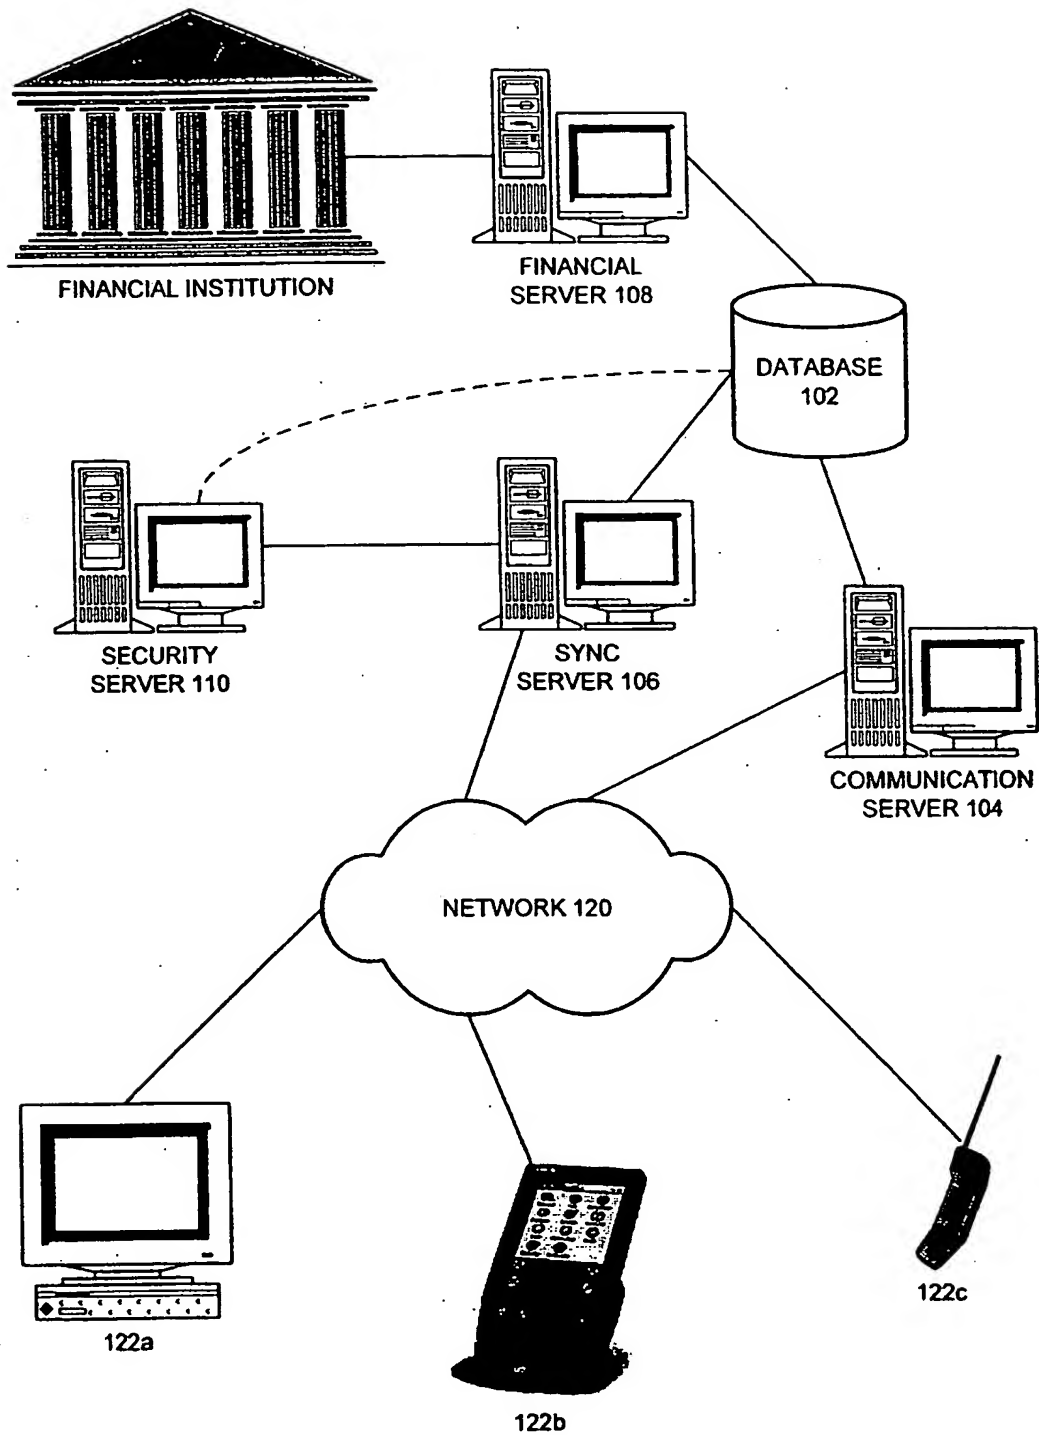 FINANCIAL INSTITUTION
FINANCIAL
SERVER 108
DATABASE
102
SECURITY
SERVER 110
SYNC
SERVER 106
COMMUNICATION
SERVER 104
NETWORK 120
122a
122b
122c